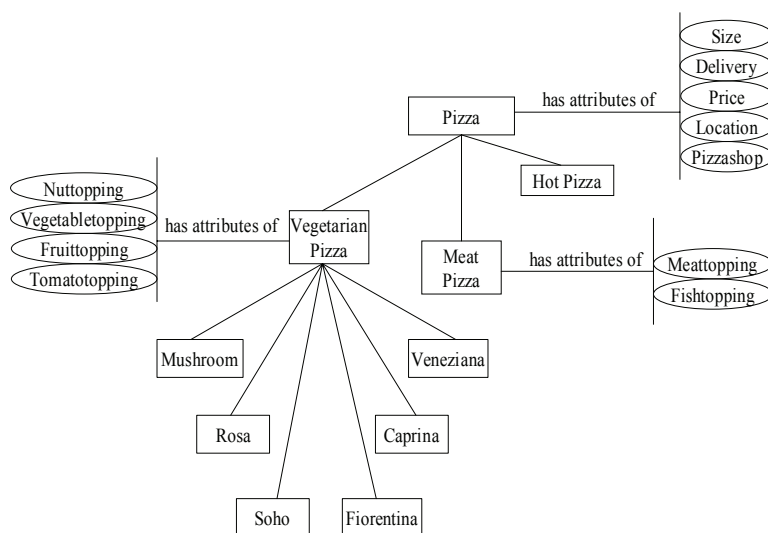 Size
Delivery
has attributes of
Price
Pizza
Location
Pizzashop
Hot Pizza
Nuttopping
Vegetabletopping
has attributes of
Vegetarian
Pizza
Fruittopping
Tomatotopping
Meat
Pizza
has attributes of
Meattopping
Fishtopping
Mushroom
Veneziana
Rosa
Caprina
Soho
Fiorentina